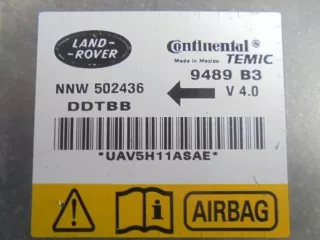 LAND-
ROVER
Continental TEMIC
Made in Mexico
NNW 502436
9489 B3
DDTBB
V 4.0
*UAV5H11ASAE*
AIRBAG